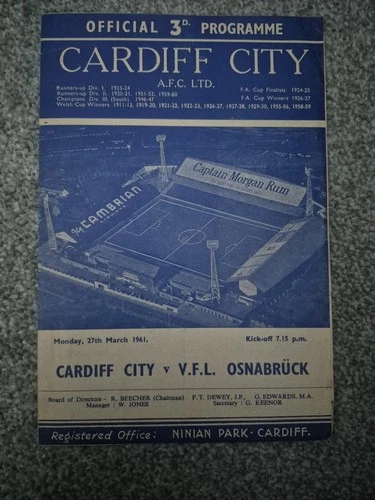 OFFICIAL 3D. PROGRAMME
CARDIFF CITY
A.F.C. LTD.
Runners-up Div. I. 1923-24
Runners-up Div. II. 1920-21, 1951-52, 1959-60
Champions Div. III. (South) 1946-47
F.A. Cup Finalists 1924-25
F.A. Cup Winners 1926-27
Welsh Cup Winners 1911-12, 1919-20, 1921-22, 1922-23, 1926-27, 1927-28, 1929-30, 1955-56, 1958-59
Captain Morgan Rum
CAMBRIAN
Monday, 27th March 1961.
Kick-off 7.15 p.m.
CARDIFF CITY v V.F.L. OSNABRÜCK
Board of Directors - R. BEECHER (Chairman) F. T. DEWEY, J.P., G. EDWARDS, M.A.
Manager : W. JONES Secretary : G. KEENOR
Registered Office: NINIAN PARK - CARDIFF.